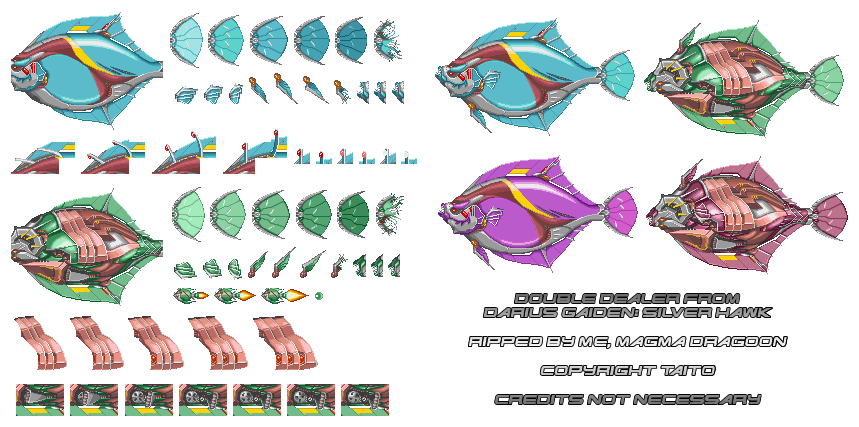 DOUBLE DEALER FROM
DARIUS GAIDEN: SILVER HAWK
RIPPED BY ME, MAGMA DRAGOON
COPYRIGHT TAITO
CREDITS NOT NECESSARY